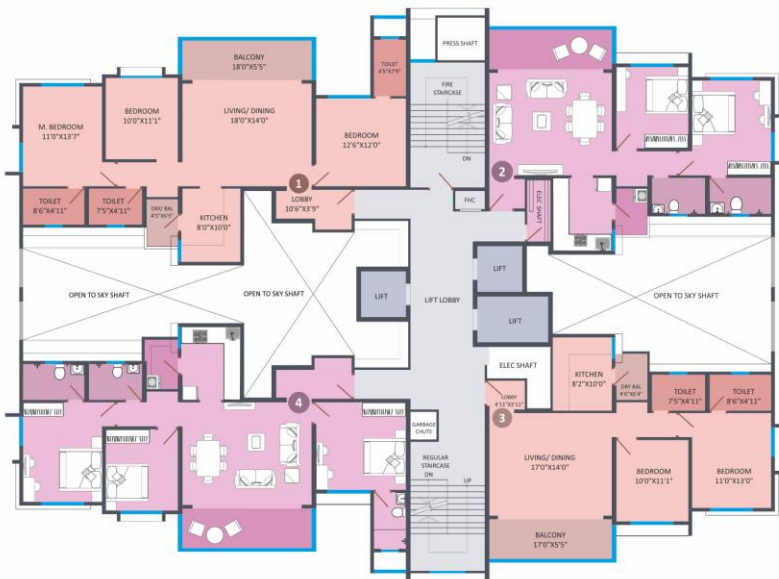 BALCONY
18'0"X5'5"
TOILET
4'5"X7'9"
PRESS SHAFT
FIRE
STAIRCASE
DN
M. BEDROOM
11'0"X13'7"
BEDROOM
10'0"X11'1"
LIVING/ DINING
18'0"X14'0"
BEDROOM
12'6"X12'0"
1
2
TOILET
8'6"X4'11"
TOILET
7'5"X4'11"
DRY/ BAL
4'5"X6'3"
KITCHEN
8'0"X10'0"
LOBBY
10'6"X3'9"
FHC
ELEC SHAFT
OPEN TO SKY SHAFT
OPEN TO SKY SHAFT
LIFT
LIFT LOBBY
LIFT
LIFT
OPEN TO SKY SHAFT
ELEC SHAFT
KITCHEN
8'2"X10'0"
DRY BAL
4'6"X6'4"
TOILET
7'5"X4'11"
TOILET
8'6"X4'11"
LOBBY
4'11"X3'11"
4
3
GARBAGE
CHUTE
REGULAR
STAIRCASE
DN
UP
LIVING/ DINING
17'0"X14'0"
BEDROOM
10'0"X11'1"
BEDROOM
11'0"X13'0"
BALCONY
17'0"X5'5"